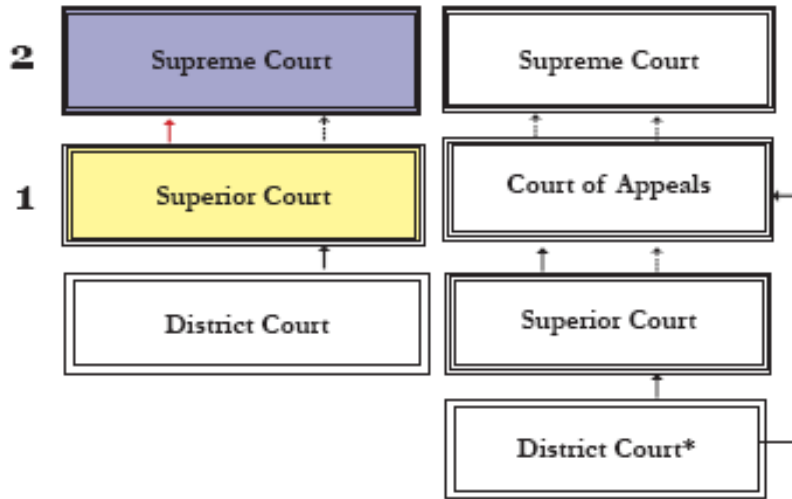 2
Supreme Court
Supreme Court
1
Superior Court
Court of Appeals
District Court
Superior Court
District Court*